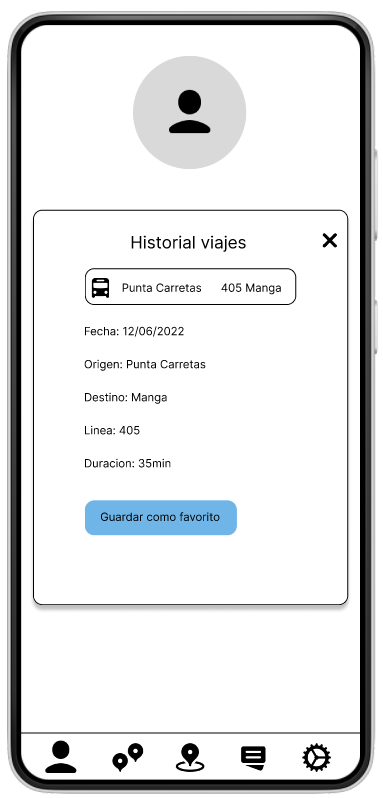 Historial viajes
Punta Carretas 405 Manga
Fecha: 12/06/2022
Origen: Punta Carretas
Destino: Manga
Linea: 405
Duracion: 35min
Guardar como favorito